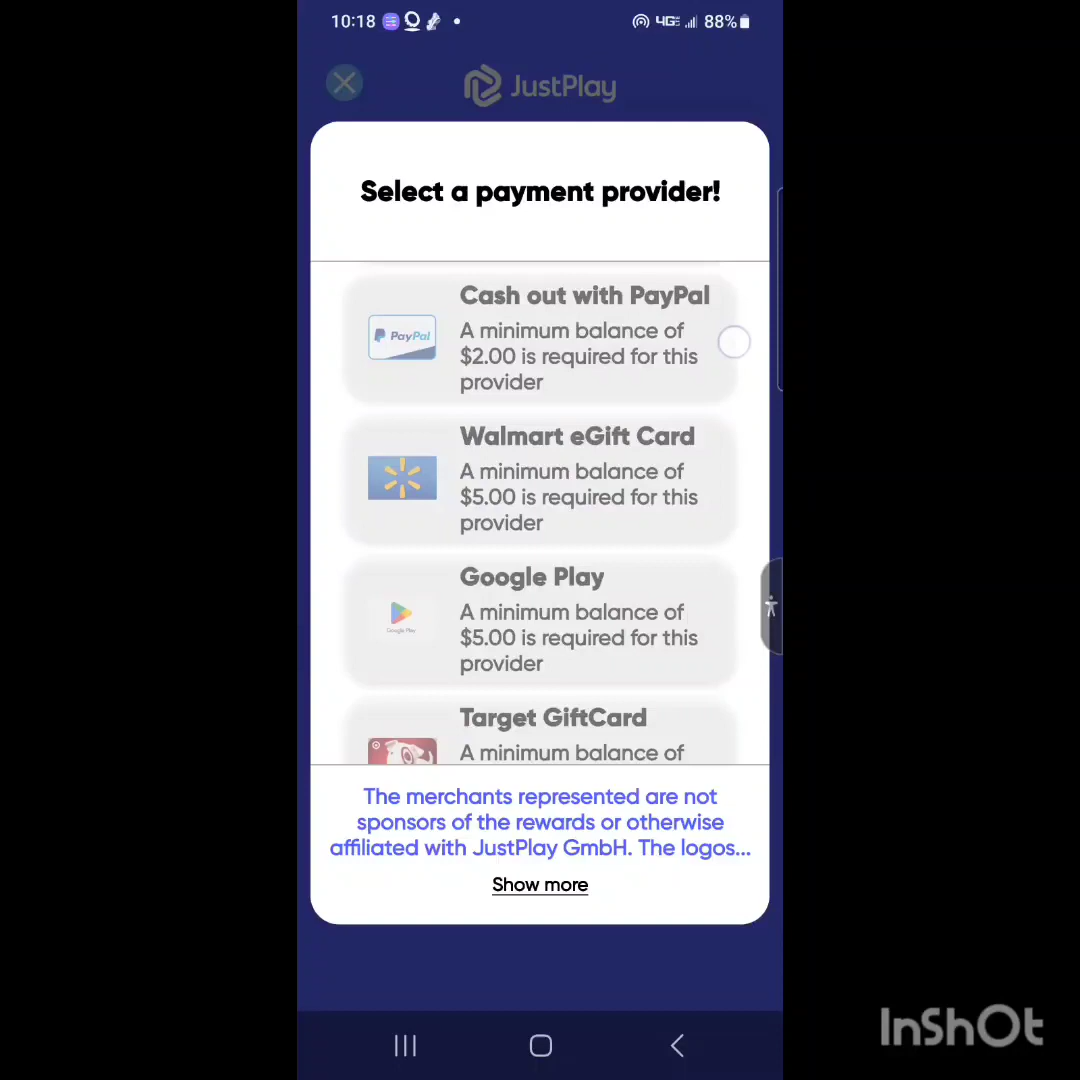 10:18 4G 88%
JustPlay
Select a payment provider!
Cash out with PayPal
PayPal
A minimum balance of
$2.00 is required for this
provider
Walmart eGift Card
A minimum balance of
$5.00 is required for this
provider
Google Play
Google Play
A minimum balance of
$5.00 is required for this
provider
Target GiftCard
A minimum balance of
The merchants represented are not
sponsors of the rewards or otherwise
affiliated with JustPlay GmbH. The logos...
Show more
InShOt